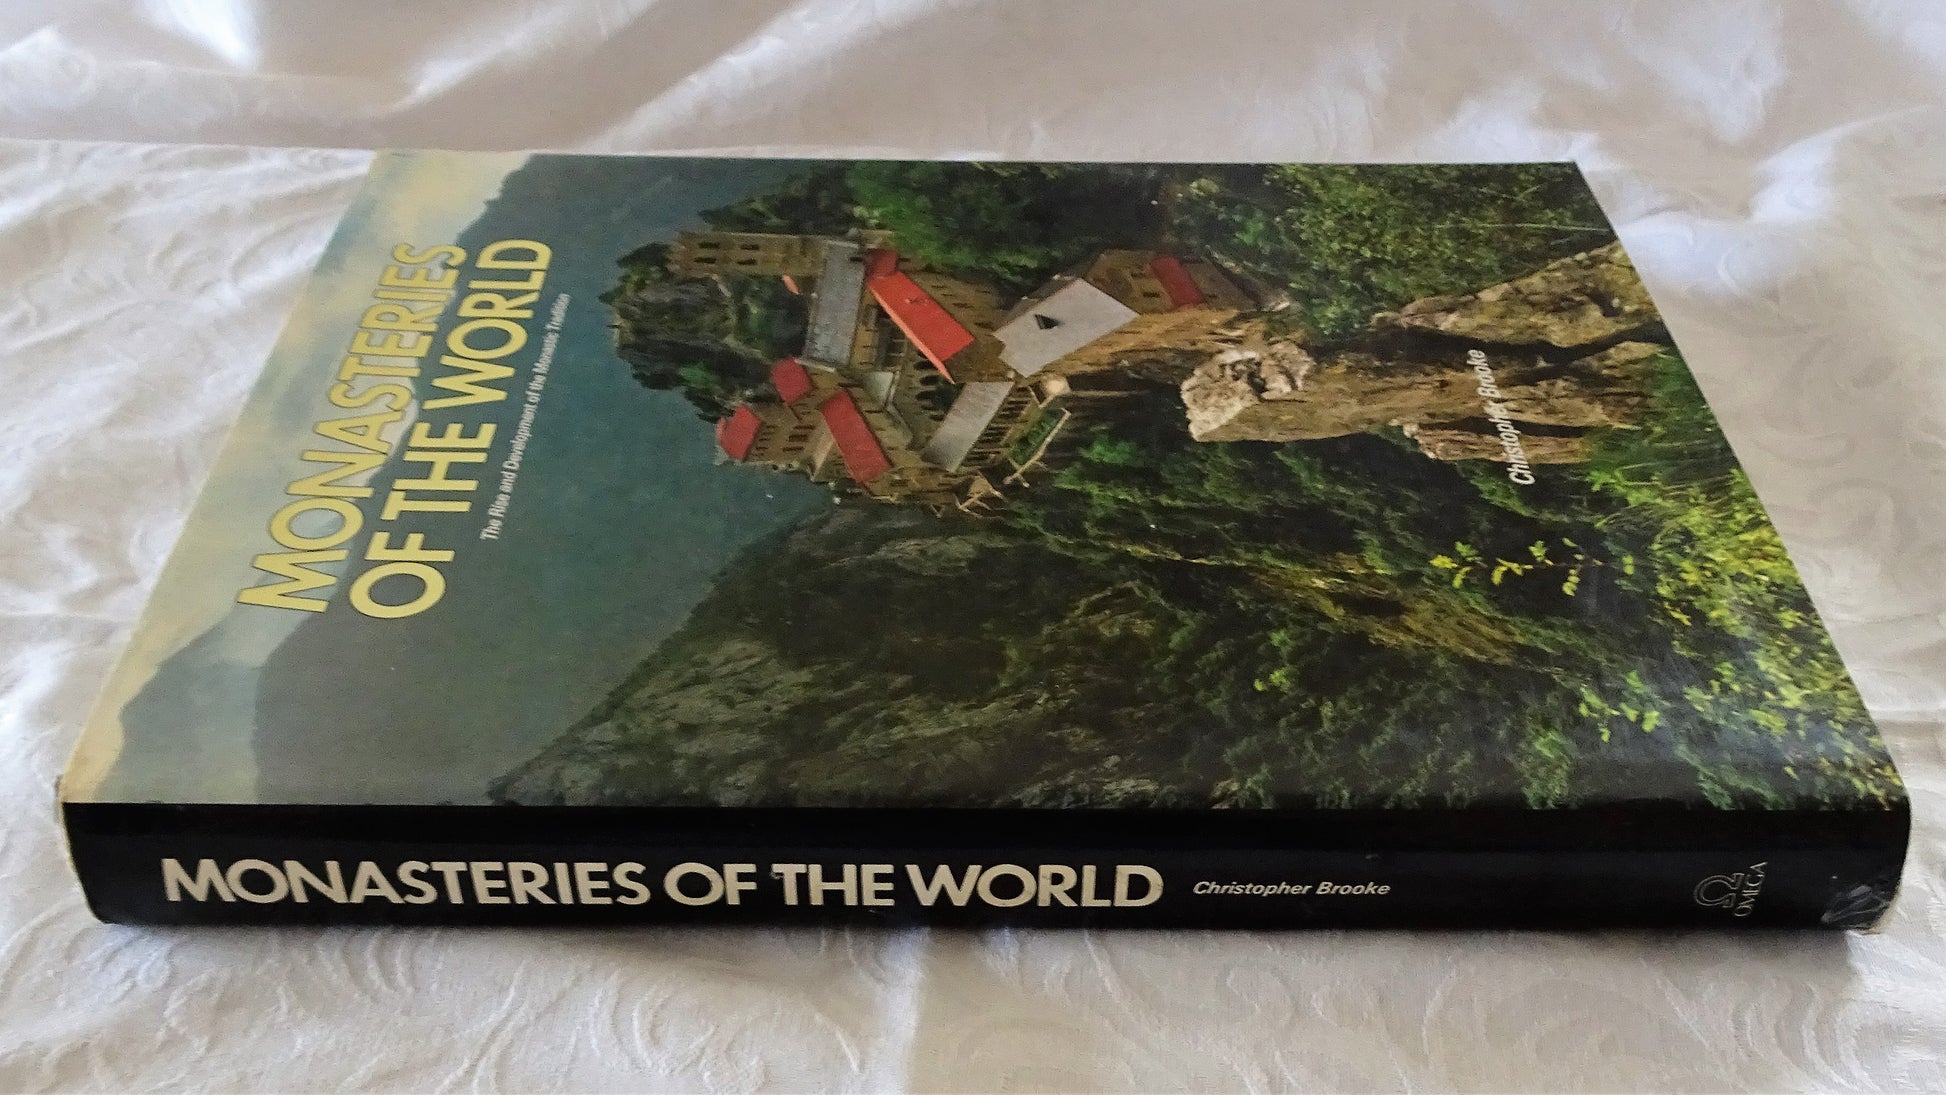 MONASTERIES
OF THE WORLD
The Rise and Development of the Monastic Tradition
Christopher Brooke
MONASTERIES OF THE WORLD
Christopher Brooke
Ω
OMEGA